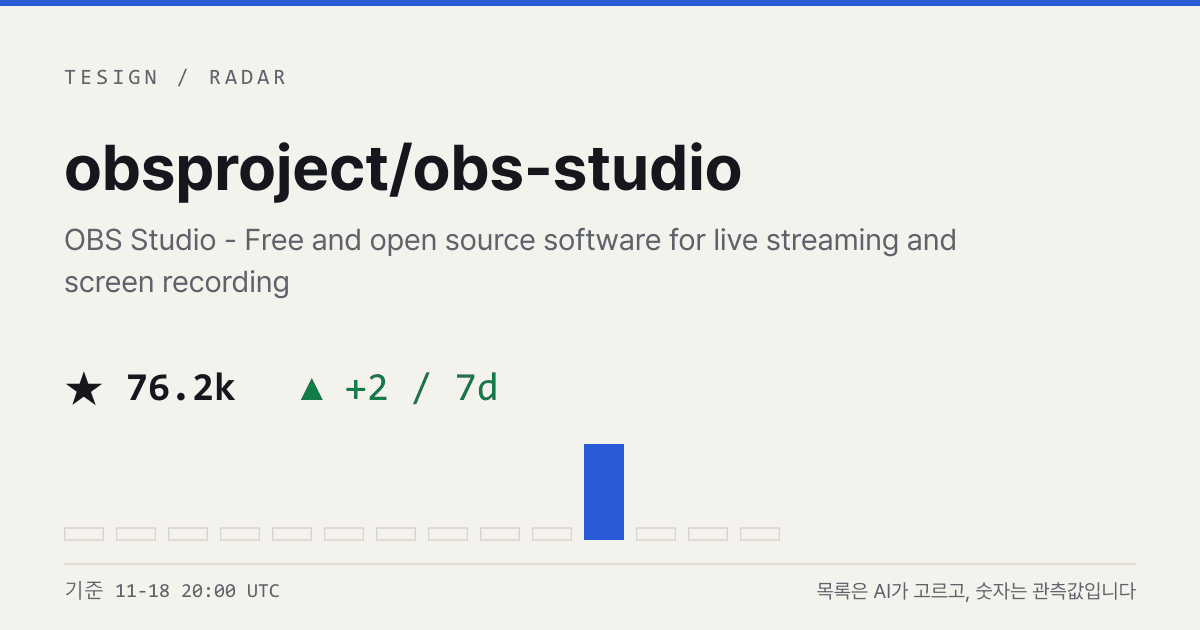 TESIGN / RADAR
obsproject/obs-studio
OBS Studio - Free and open source software for live streaming and
screen recording
★ 76.2k ▲ +2 / 7d
기준 11-18 20:00 UTC
목록은 AI가 고르고, 숫자는 관측값입니다